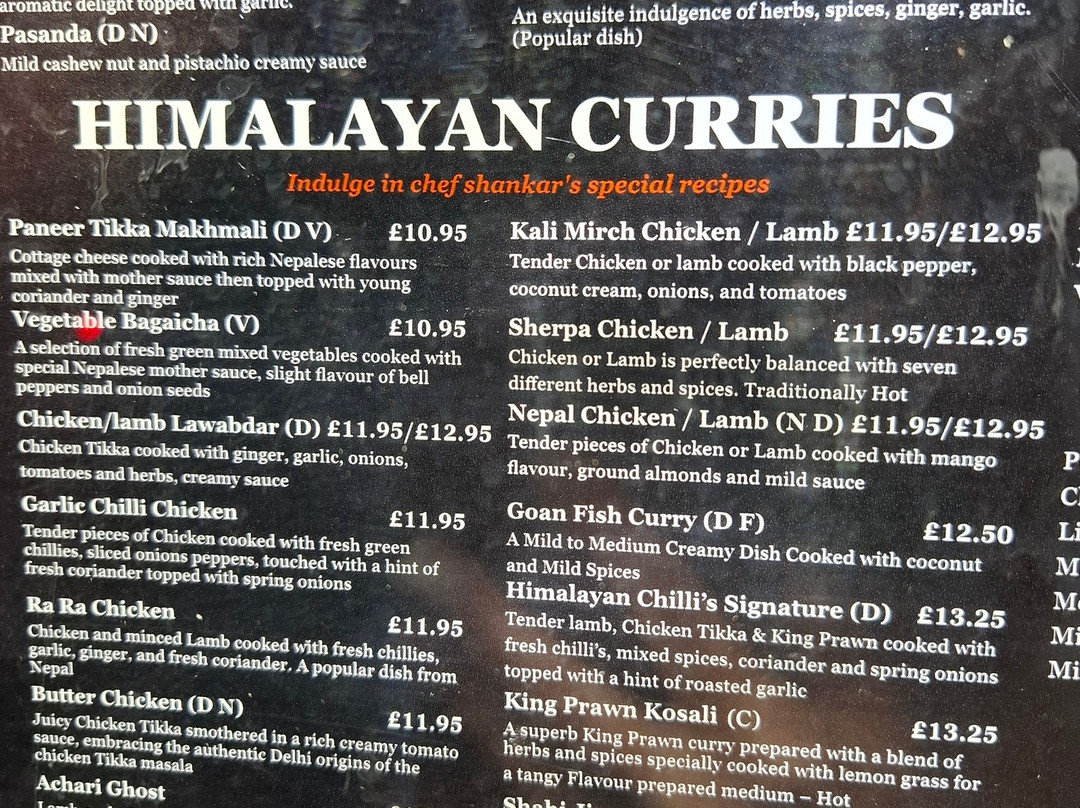 aromatic delight topped with garlic.
Pasanda (D N)
Mild cashew nut and pistachio creamy sauce
An exquisite indulgence of herbs, spices, ginger, garlic.
(Popular dish)
HIMALAYAN CURRIES
Indulge in chef shankar's special recipes
Paneer Tikka Makhmali (D V) £10.95
Cottage cheese cooked with rich Nepalese flavours
mixed with mother sauce then topped with young
coriander and ginger
Vegetable Bagaicha (V) £10.95
A selection of fresh green mixed vegetables cooked with
special Nepalese mother sauce, slight flavour of bell
peppers and onion seeds
Chicken/lamb Lawabdar (D) £11.95/£12.95
Chicken Tikka cooked with ginger, garlic, onions,
tomatoes and herbs, creamy sauce
Garlic Chilli Chicken £11.95
Tender pieces of Chicken cooked with fresh green
chillies, sliced onions peppers, touched with a hint of
fresh coriander topped with spring onions
Ra Ra Chicken £11.95
Chicken and minced Lamb cooked with fresh chillies,
garlic, ginger, and fresh coriander. A popular dish from
Nepal
Butter Chicken (D N) £11.95
Juicy Chicken Tikka smothered in a rich creamy tomato
sauce, embracing the authentic Delhi origins of the
chicken Tikka masala
Achari Ghost
Kali Mirch Chicken / Lamb £11.95/£12.95
Tender Chicken or lamb cooked with black pepper,
coconut cream, onions, and tomatoes
Sherpa Chicken / Lamb £11.95/£12.95
Chicken or Lamb is perfectly balanced with seven
different herbs and spices. Traditionally Hot
Nepal Chicken / Lamb (N D) £11.95/£12.95
Tender pieces of Chicken or Lamb cooked with mango
flavour, ground almonds and mild sauce
Goan Fish Curry (D F) £12.50
A Mild to Medium Creamy Dish Cooked with coconut
and Mild Spices
Himalayan Chilli's Signature (D) £13.25
Tender lamb, Chicken Tikka & King Prawn cooked with
fresh chilli's, mixed spices, coriander and spring onions
topped with a hint of roasted garlic
King Prawn Kosali (C) £13.25
A superb King Prawn curry prepared with a blend of
herbs and spices specially cooked with lemon grass for
a tangy Flavour prepared medium – Hot